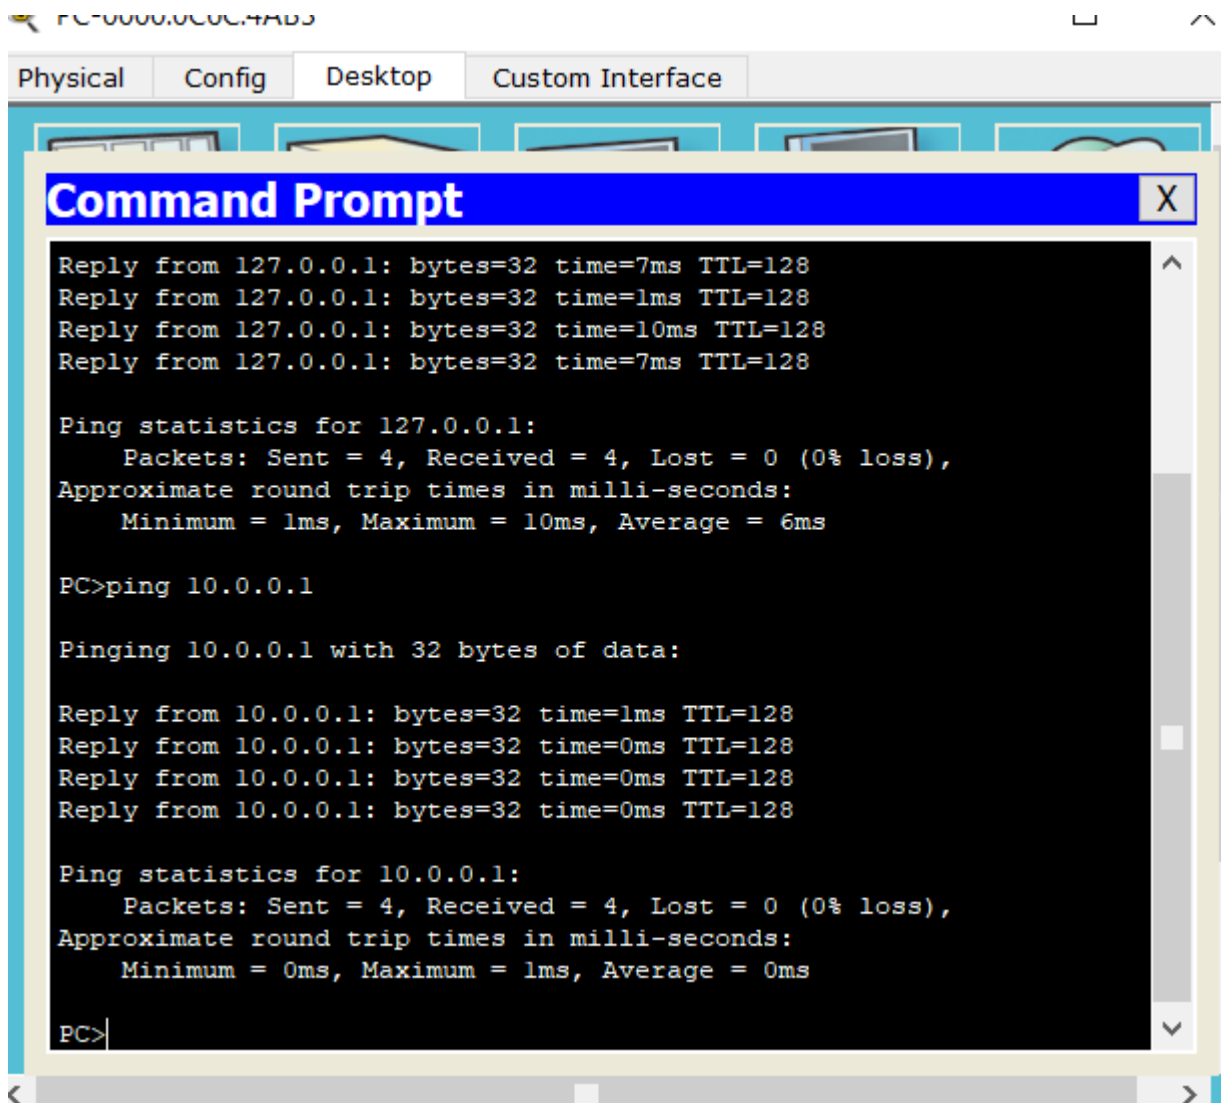 Physical
Config
Desktop
Custom Interface
Command Prompt
X
Reply from 127.0.0.1: bytes=32 time=7ms TTL=128
Reply from 127.0.0.1: bytes=32 time=1ms TTL=128
Reply from 127.0.0.1: bytes=32 time=10ms TTL=128
Reply from 127.0.0.1: bytes=32 time=7ms TTL=128
Ping statistics for 127.0.0.1:
Packets: Sent = 4, Received = 4, Lost = 0 (0% loss),
Approximate round trip times in milli-seconds:
Minimum = 1ms, Maximum = 10ms, Average = 6ms
PC>ping 10.0.0.1
Pinging 10.0.0.1 with 32 bytes of data:
Reply from 10.0.0.1: bytes=32 time=1ms TTL=128
Reply from 10.0.0.1: bytes=32 time=0ms TTL=128
Reply from 10.0.0.1: bytes=32 time=0ms TTL=128
Reply from 10.0.0.1: bytes=32 time=0ms TTL=128
Ping statistics for 10.0.0.1:
Packets: Sent = 4, Received = 4, Lost = 0 (0% loss),
Approximate round trip times in milli-seconds:
Minimum = 0ms, Maximum = 1ms, Average = 0ms
PC>